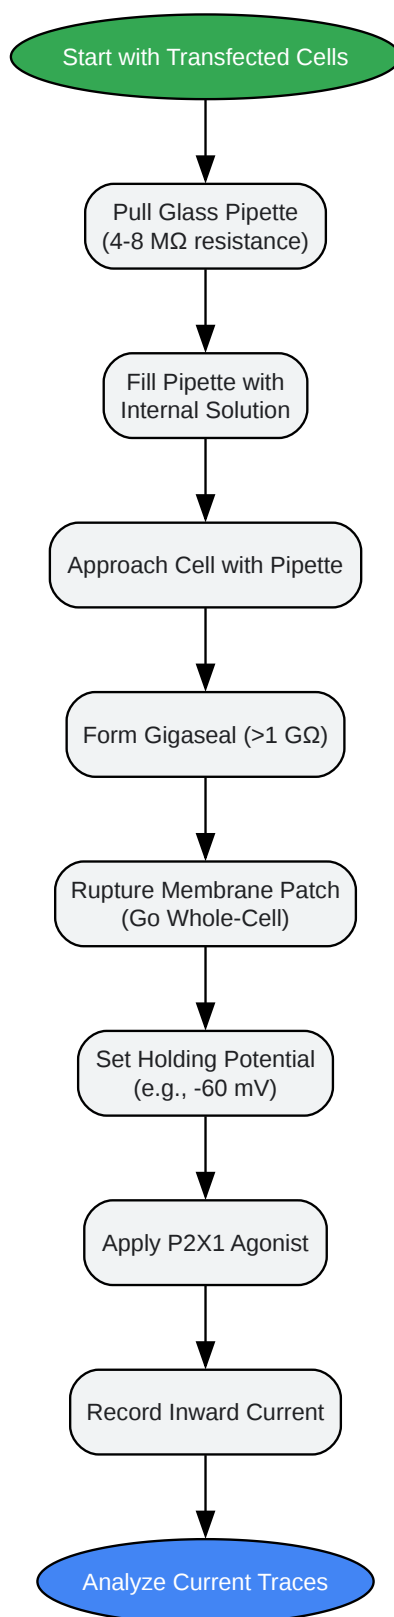 Start with Transfected Cells
Pull Glass Pipette
(4-8 MΩ resistance)
Fill Pipette with
Internal Solution
Approach Cell with Pipette
Form Gigaseal (>1 GΩ)
Rupture Membrane Patch
(Go Whole-Cell)
Set Holding Potential
(e.g., -60 mV)
Apply P2X1 Agonist
Record Inward Current
Analyze Current Traces